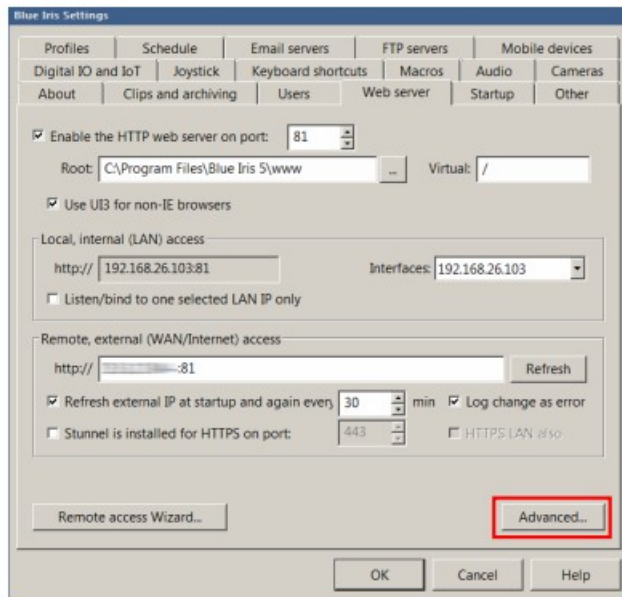 Blue Iris Settings
Profiles Schedule Email servers FTP servers Mobile devices
Digital IO and IoT Joystick Keyboard shortcuts Macros Audio Cameras
About Clips and archiving Users Web server Startup Other
Enable the HTTP web server on port: 81
Root: C:\Program Files\Blue Iris 5\www ... Virtual: /
Use UI3 for non-IE browsers
Local, internal (LAN) access
http:// 192.168.26.103:81 Interfaces: 192.168.26.103
Listen/bind to one selected LAN IP only
Remote, external (WAN/Internet) access
http:// :81 Refresh
Refresh external IP at startup and again every 30 min Log change as error
Stunnel is installed for HTTPS on port: 443 HTTPS LAN also
Remote access Wizard... Advanced...
OK Cancel Help